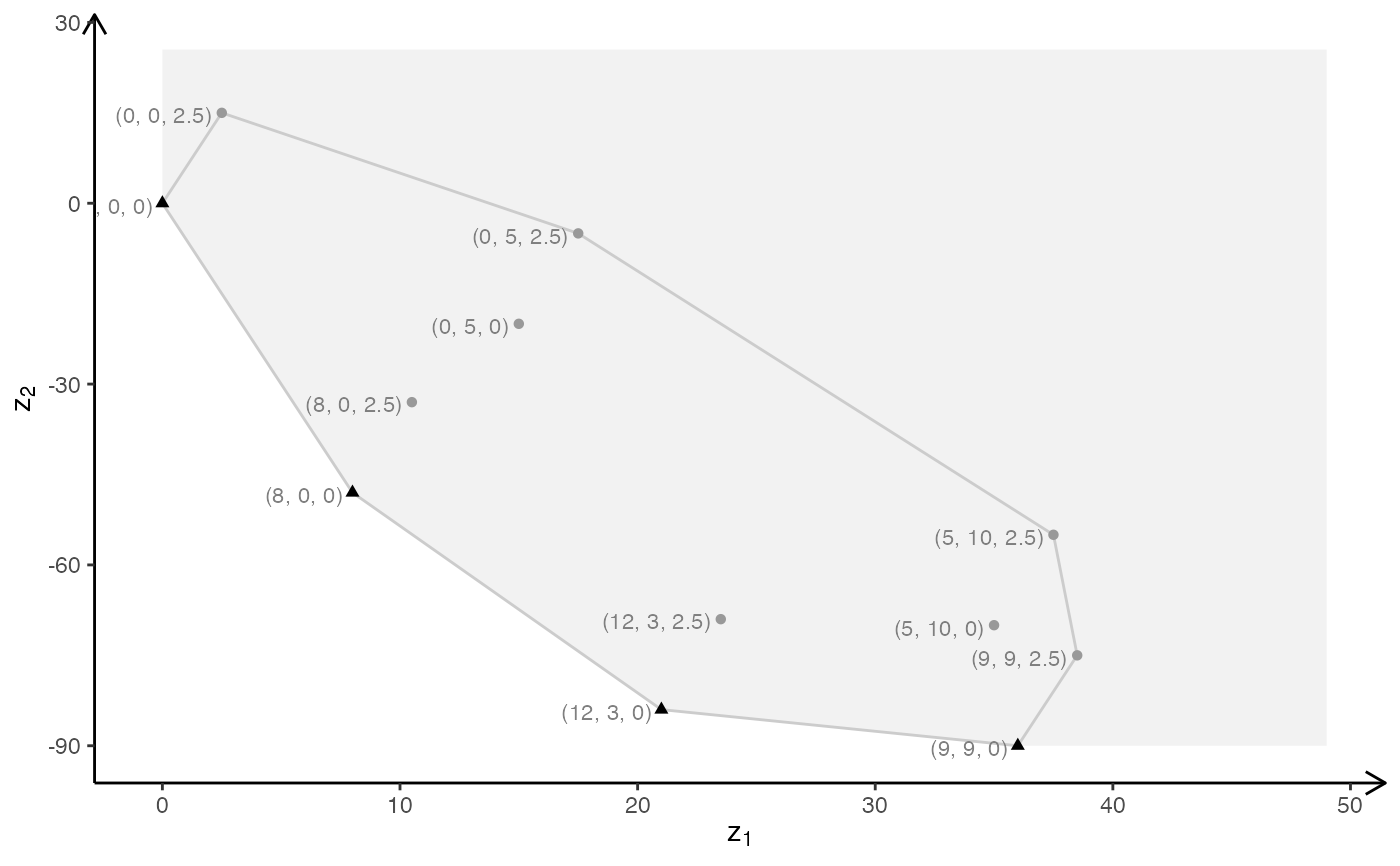 30
(0, 0, 2.5)
0
, 0, 0)
(0, 5, 2.5)
(0, 5, 0)
-30
(8, 0, 2.5)
z2
(8, 0, 0)
(5, 10, 2.5)
-60
(12, 3, 2.5)
(5, 10, 0)
(9, 9, 2.5)
(12, 3, 0)
-90
(9, 9, 0)
0 10 20 30 40 50
z1